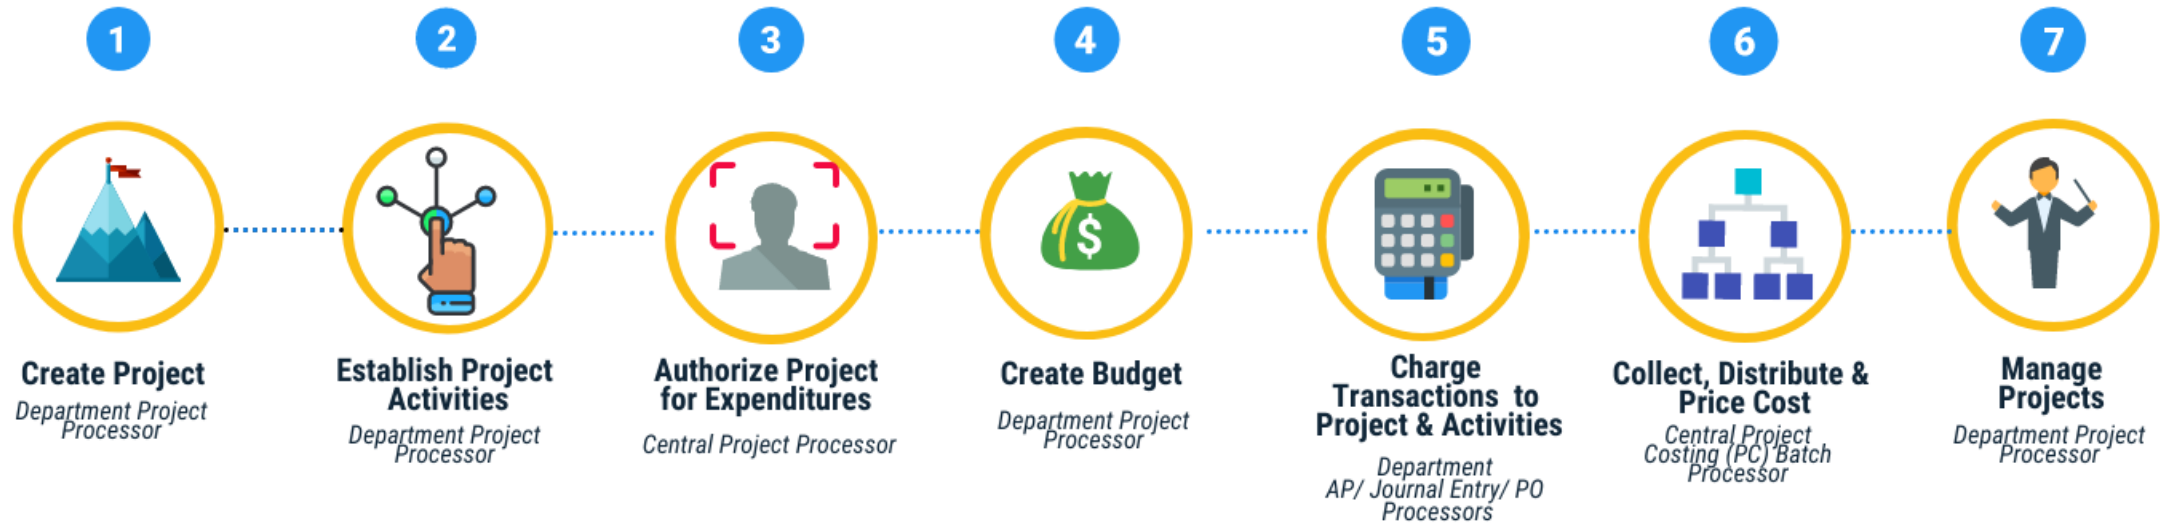 1
2
3
4
5
6
7
$
Create Project
Department Project
Processor
Establish Project
Activities
Department Project
Processor
Authorize Project
for Expenditures
Central Project Processor
Create Budget
Department Project
Processor
Charge
Transactions to
Project & Activities
Department
AP/ Journal Entry/ PO
Processors
Collect, Distribute &
Price Cost
Central Project
Costing (PC) Batch
Processor
Manage
Projects
Department Project
Processor